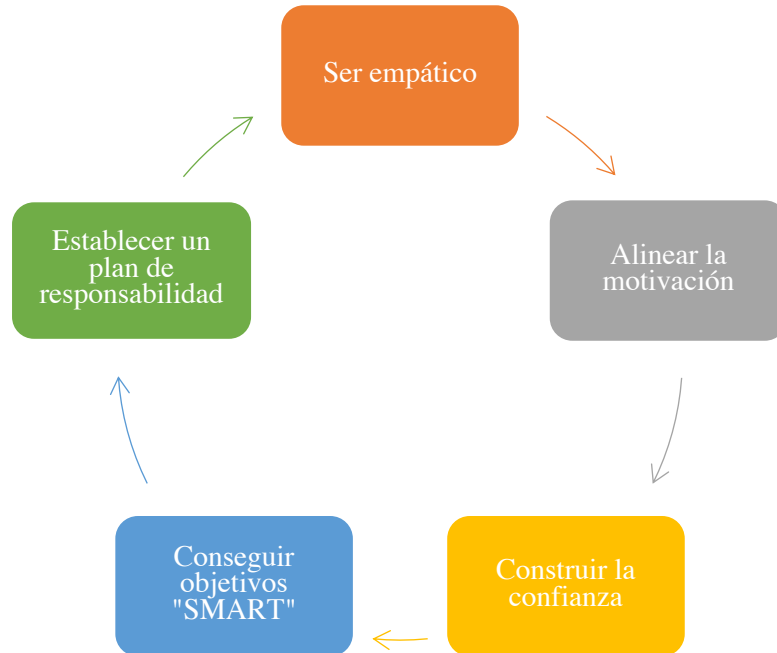 Ser empático
Alinear la
motivación
Construir la
confianza
Conseguir
objetivos
"SMART"
Establecer un
plan de
responsabilidad